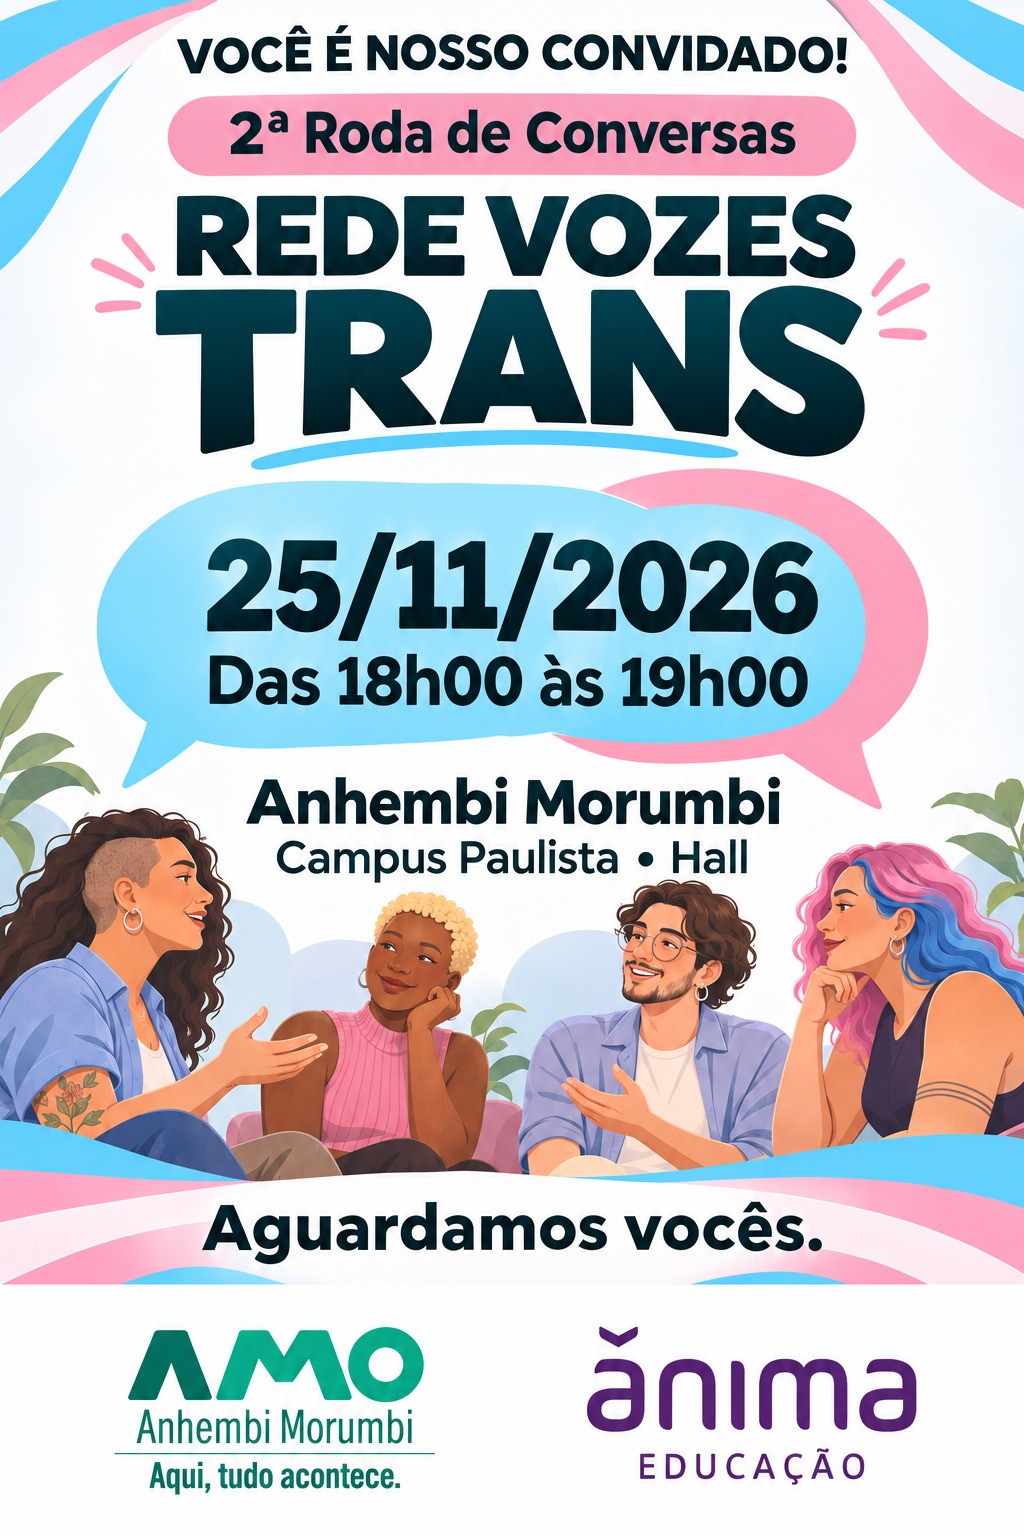 VOCÊ É NOSSO CONVIDADO!
2ª Roda de Conversas
REDE VOZES
TRANS
25/11/2026
Das 18h00 às 19h00
Anhembi Morumbi
Campus Paulista • Hall
Aguardamos vocês.
AMO
Anhembi Morumbi
Aqui, tudo acontece.
ănıma
EDUCAÇÃO